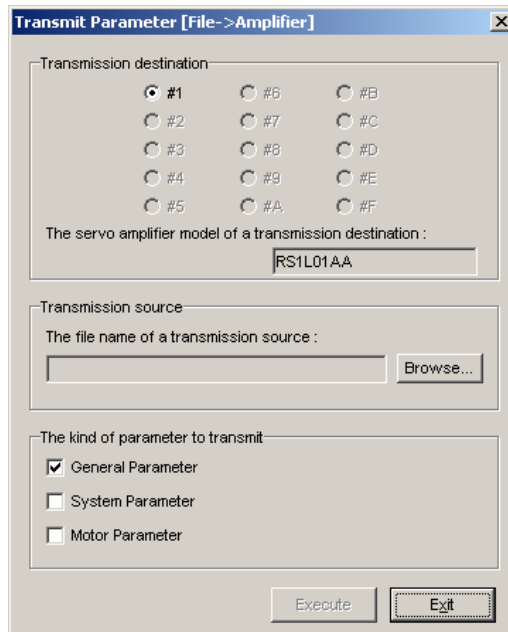 Transmit Parameter [File->Amplifier]
Transmission destination
#1 #6 #B
#2 #7 #C
#3 #8 #D
#4 #9 #E
#5 #A #F
The servo amplifier model of a transmission destination :
RS1L01AA
Transmission source
The file name of a transmission source :
Browse...
The kind of parameter to transmit
General Parameter
System Parameter
Motor Parameter
Execute Exit